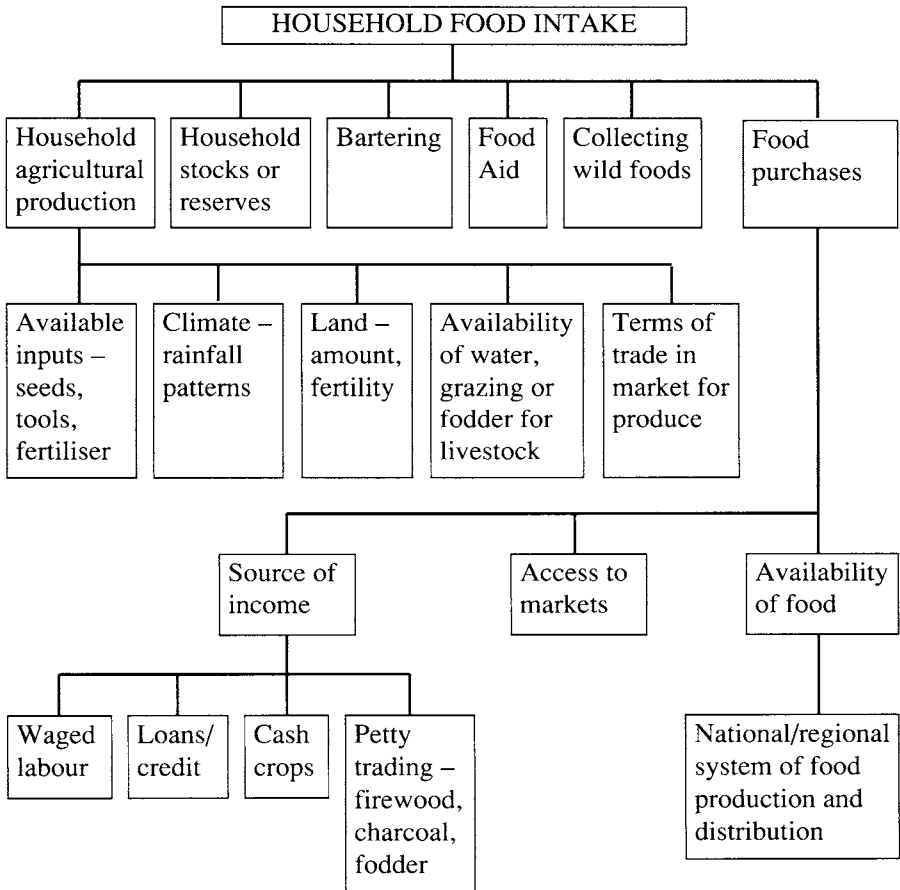 HOUSEHOLD FOOD INTAKE
Household
agricultural
production
Household
stocks or
reserves
Bartering
Food
Aid
Collecting
wild foods
Food
purchases
Available
inputs –
seeds,
tools,
fertiliser
Climate –
rainfall
patterns
Land –
amount,
fertility
Availability
of water,
grazing or
fodder for
livestock
Terms of
trade in
market for
produce
Source of
income
Access to
markets
Availability
of food
Waged
labour
Loans/
credit
Cash
crops
Petty
trading –
firewood,
charcoal,
fodder
National/regional
system of food
production and
distribution